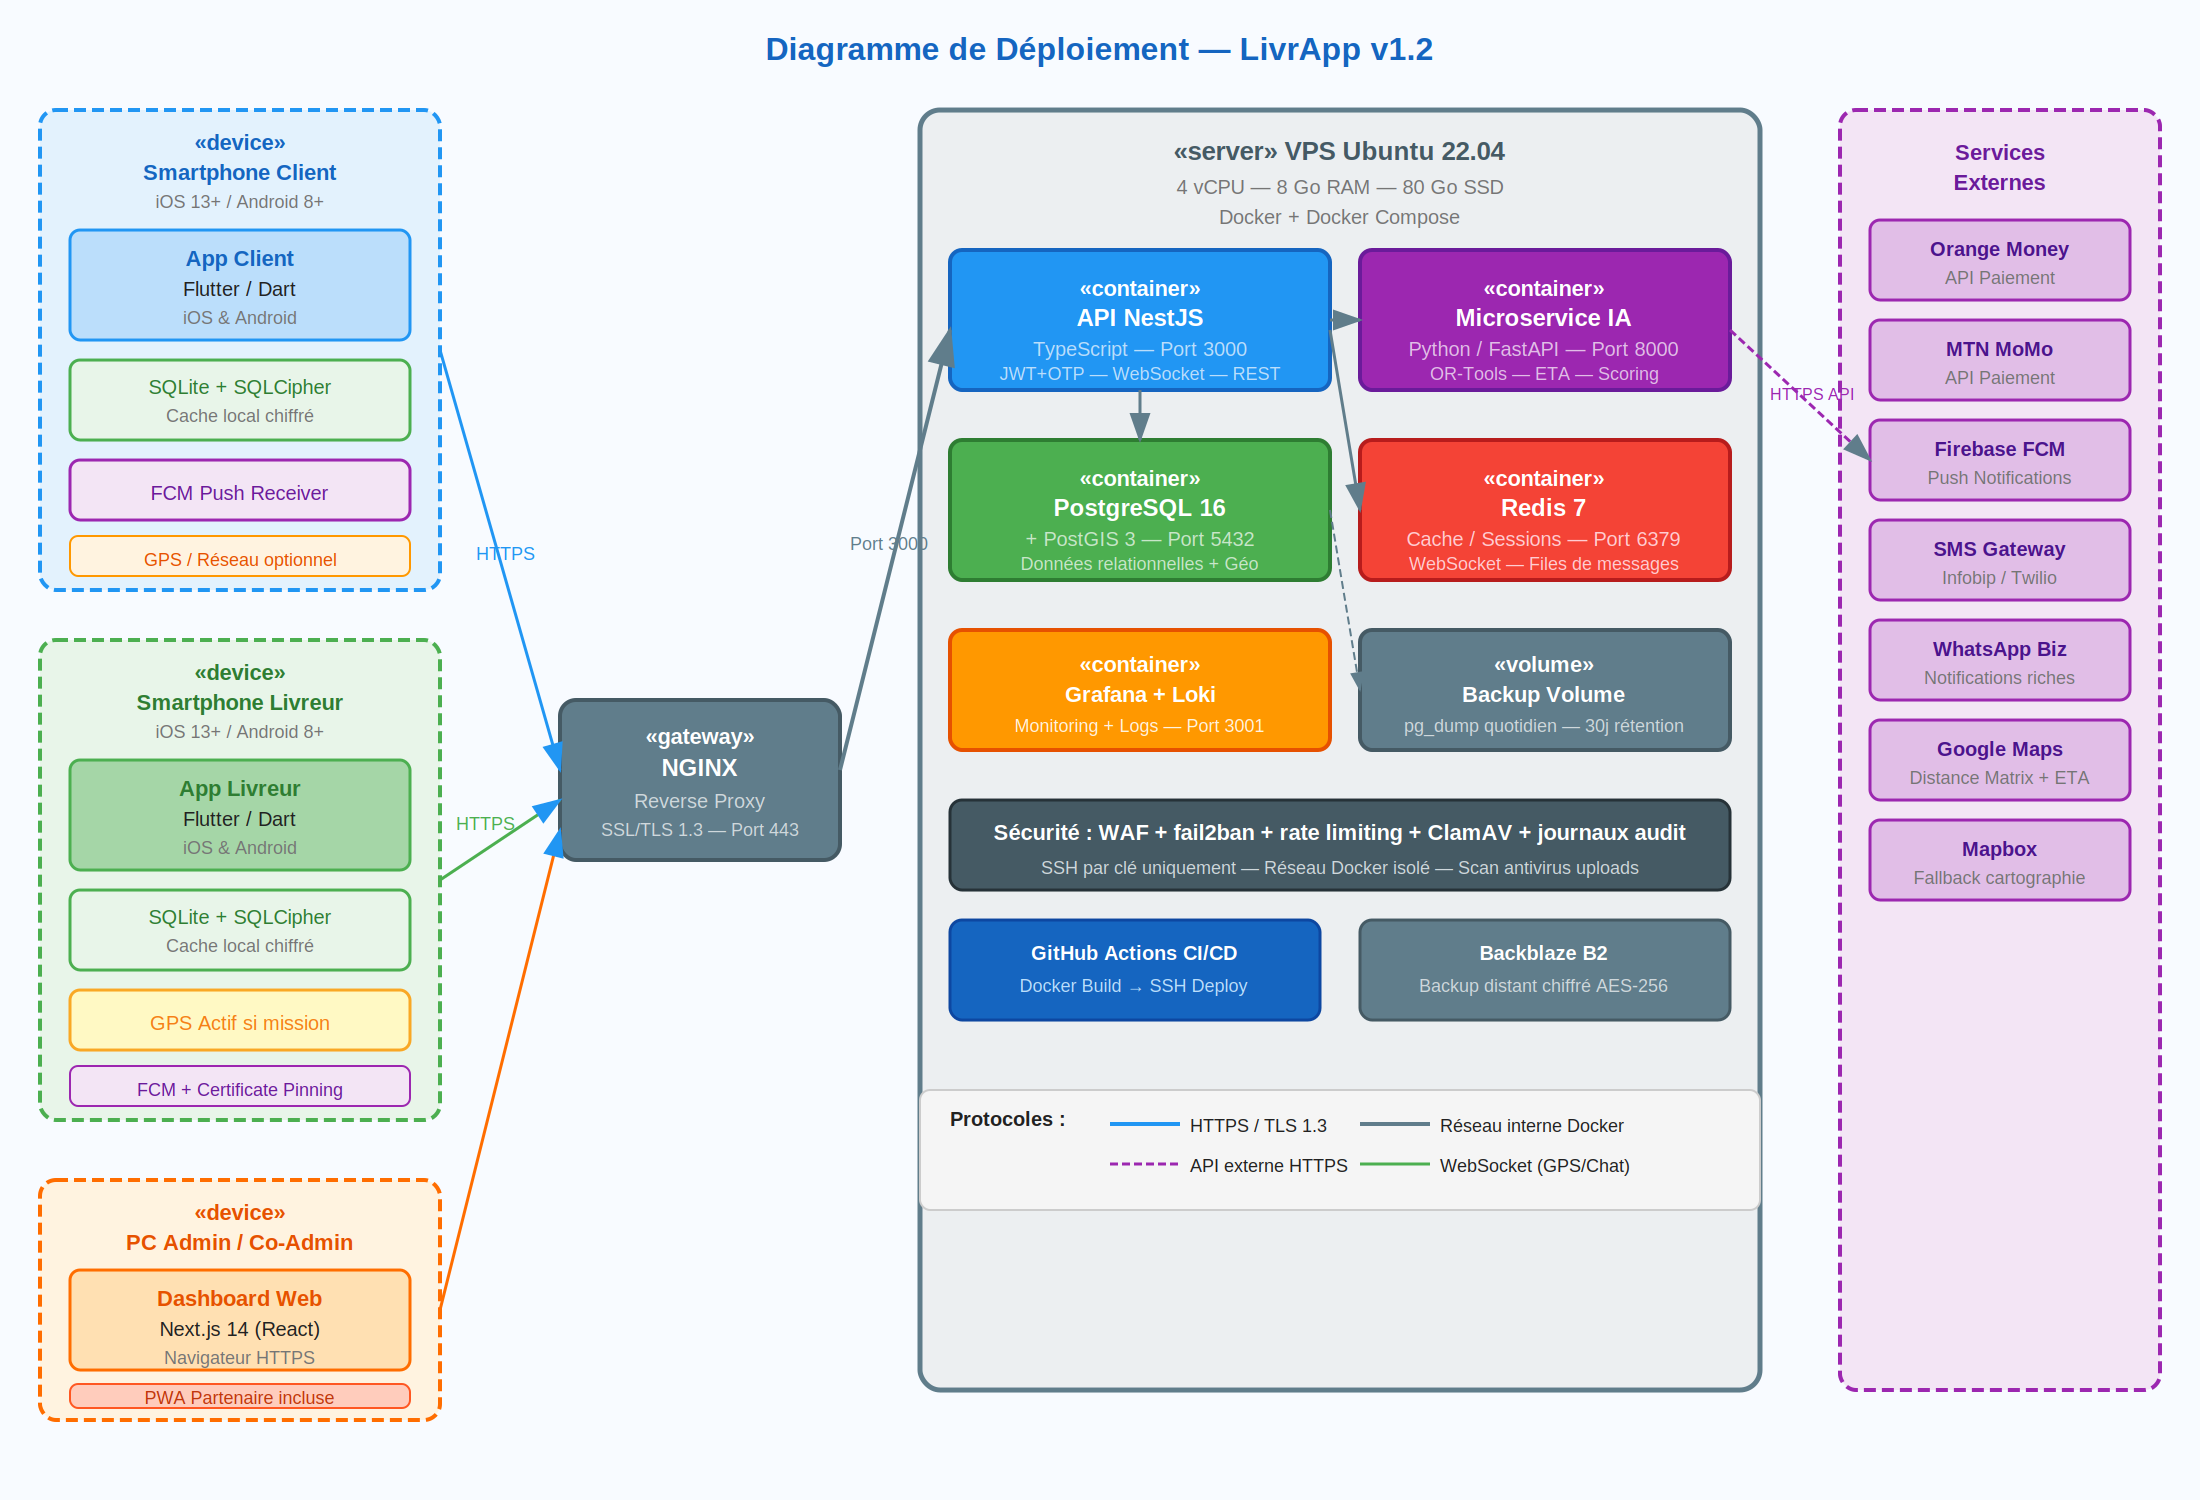 Diagramme de Déploiement — LivrApp v1.2
«device»
Smartphone Client
iOS 13+ / Android 8+
App Client
Flutter / Dart
iOS & Android
SQLite + SQLCipher
Cache local chiffré
FCM Push Receiver
GPS / Réseau optionnel
«device»
Smartphone Livreur
iOS 13+ / Android 8+
App Livreur
Flutter / Dart
iOS & Android
SQLite + SQLCipher
Cache local chiffré
GPS Actif si mission
FCM + Certificate Pinning
«device»
PC Admin / Co-Admin
Dashboard Web
Next.js 14 (React)
Navigateur HTTPS
PWA Partenaire incluse
HTTPS
HTTPS
«gateway»
NGINX
Reverse Proxy
SSL/TLS 1.3 — Port 443
Port 3000
«server» VPS Ubuntu 22.04
4 vCPU — 8 Go RAM — 80 Go SSD
Docker + Docker Compose
«container»
API NestJS
TypeScript — Port 3000
JWT+OTP — WebSocket — REST
«container»
Microservice IA
Python / FastAPI — Port 8000
OR-Tools — ETA — Scoring
«container»
PostgreSQL 16
+ PostGIS 3 — Port 5432
Données relationnelles + Géo
«container»
Redis 7
Cache / Sessions — Port 6379
WebSocket — Files de messages
«container»
Grafana + Loki
Monitoring + Logs — Port 3001
«volume»
Backup Volume
pg_dump quotidien — 30j rétention
Sécurité : WAF + fail2ban + rate limiting + ClamAV + journaux audit
SSH par clé uniquement — Réseau Docker isolé — Scan antivirus uploads
GitHub Actions CI/CD
Docker Build → SSH Deploy
Backblaze B2
Backup distant chiffré AES-256
Protocoles :
HTTPS / TLS 1.3
Réseau interne Docker
API externe HTTPS
WebSocket (GPS/Chat)
HTTPS API
Services
Externes
Orange Money
API Paiement
MTN MoMo
API Paiement
Firebase FCM
Push Notifications
SMS Gateway
Infobip / Twilio
WhatsApp Biz
Notifications riches
Google Maps
Distance Matrix + ETA
Mapbox
Fallback cartographie